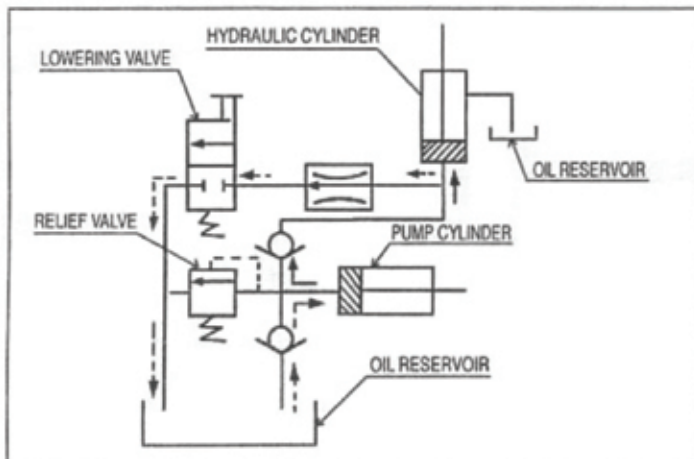 HYDRAULIC CYLINDER
LOWERING VALVE
OIL RESERVOIR
RELIEF VALVE
PUMP CYLINDER
OIL RESERVOIR